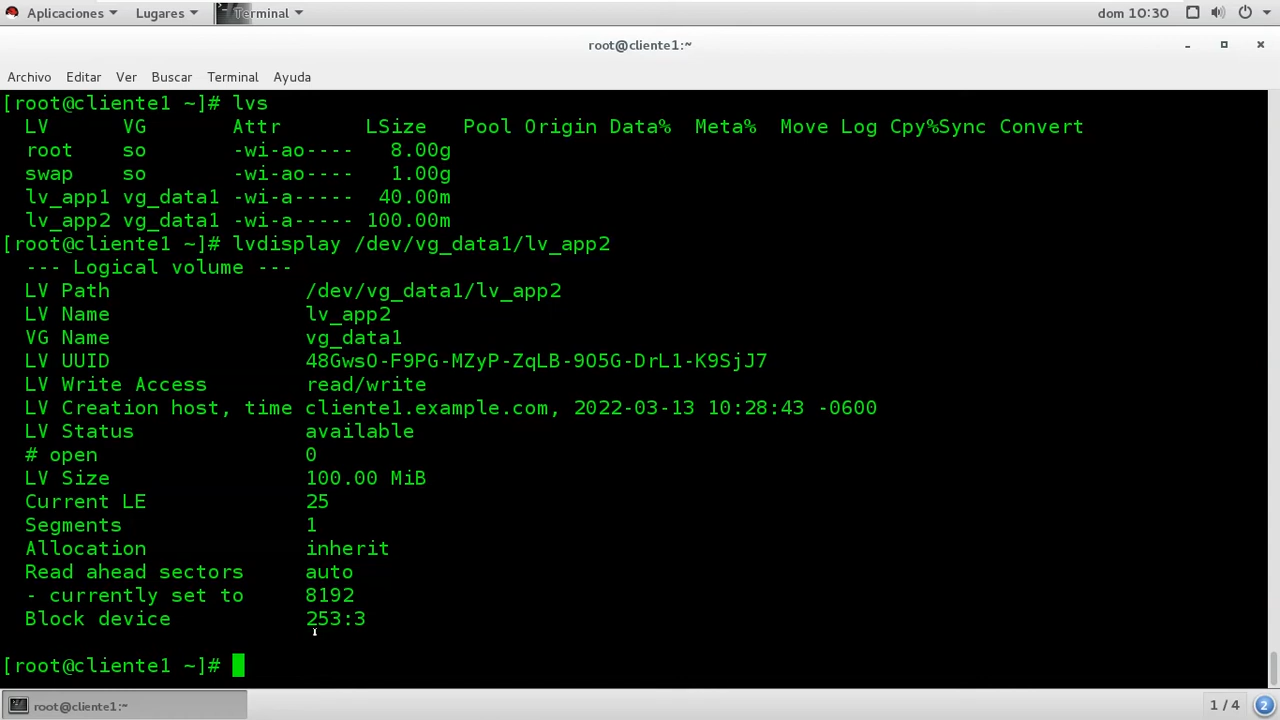 Aplicaciones Lugares Terminal dom 10:30
root@cliente1:~
Archivo Editar Ver Buscar Terminal Ayuda
[root@cliente1 ~]# lvs
LV VG Attr LSize Pool Origin Data% Meta% Move Log Cpy%Sync Convert
root so -wi-ao---- 8.00g
swap so -wi-ao---- 1.00g
lv_app1 vg_data1 -wi-a----- 40.00m
lv_app2 vg_data1 -wi-a----- 100.00m
[root@cliente1 ~]# lvdisplay /dev/vg_data1/lv_app2
--- Logical volume ---
LV Path /dev/vg_data1/lv_app2
LV Name lv_app2
VG Name vg_data1
LV UUID 48GwsO-F9PG-MZyP-ZqLB-9O5G-DrL1-K9SjJ7
LV Write Access read/write
LV Creation host, time cliente1.example.com, 2022-03-13 10:28:43 -0600
LV Status available
# open 0
LV Size 100.00 MiB
Current LE 25
Segments 1
Allocation inherit
Read ahead sectors auto
- currently set to 8192
Block device 253:3
[root@cliente1 ~]#
root@cliente1:~ 1 / 4 2